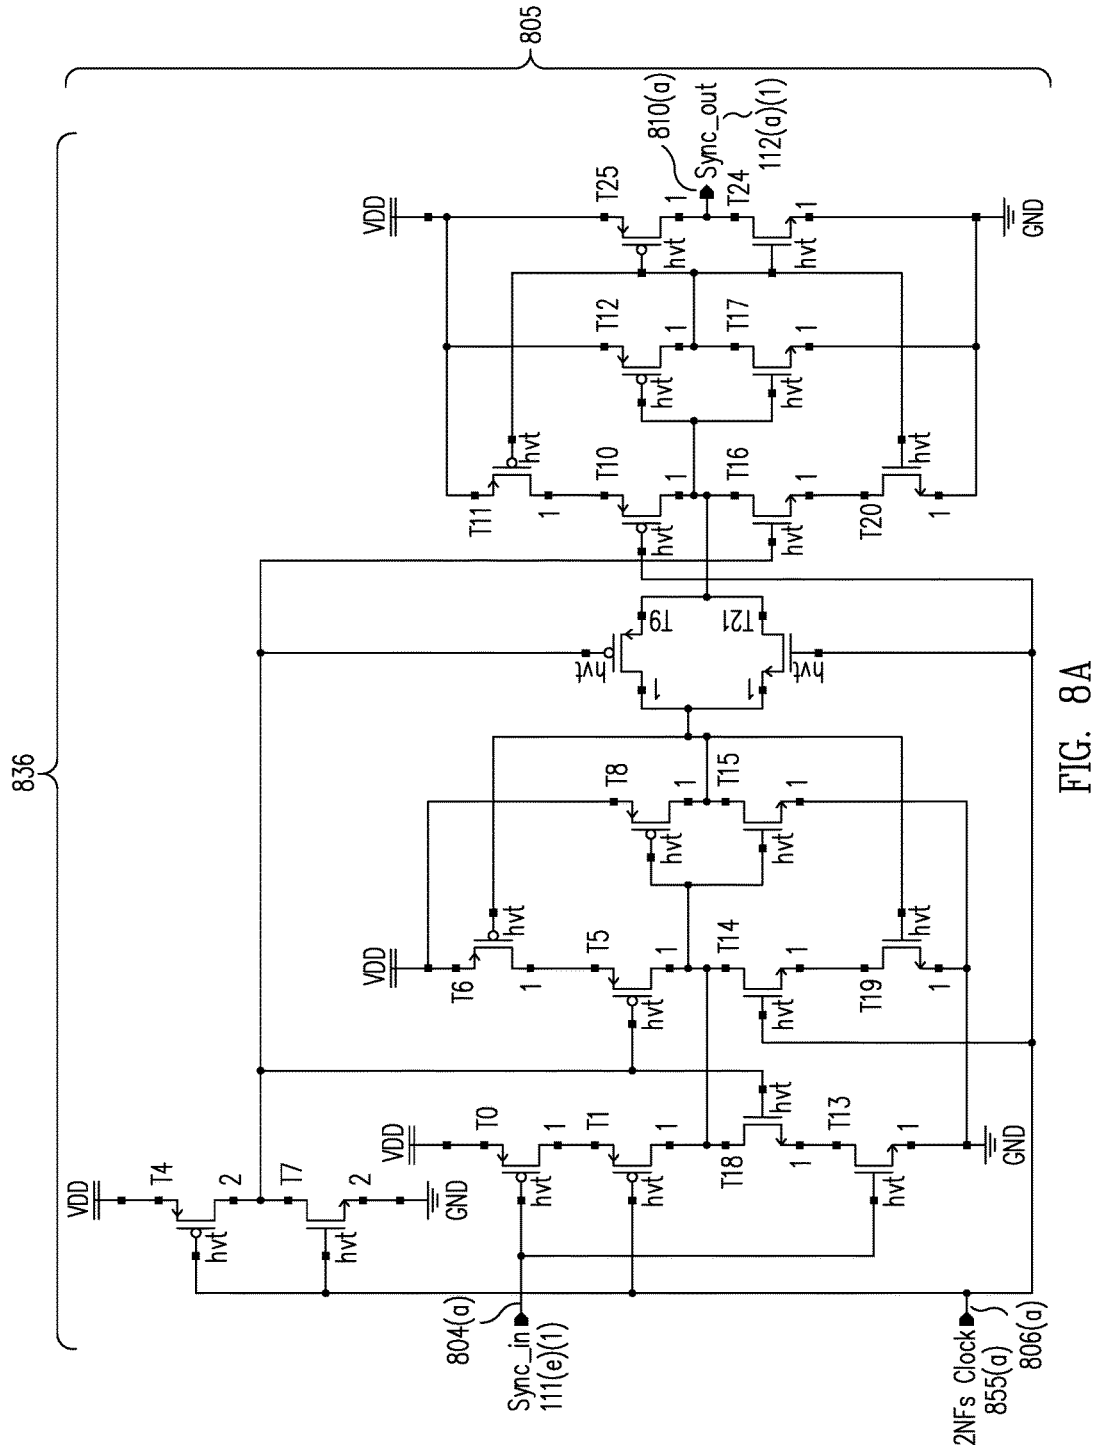 836
805
VDD
T4
2
hvt
T7
2
hvt
GND
VDD
T0
1
hvt
T1
1
hvt
T18
hvt
1
T13
1
hvt
GND
804(a)
Sync_in
111(e)(1)
2NFs Clock
855(a)
806(a)
VDD
T6
hvt
1
T5
1
hvt
T14
1
hvt
T19
hvt
1
T8
1
hvt
T15
1
hvt
T9
hvt
1
T21
hvt
1
VDD
T11
hvt
1
T10
1
hvt
T16
1
hvt
T20
hvt
1
T12
1
hvt
T17
1
hvt
T25
1
hvt
T24
1
hvt
GND
810(a)
Sync_out
112(a)(1)
FIG. 8A